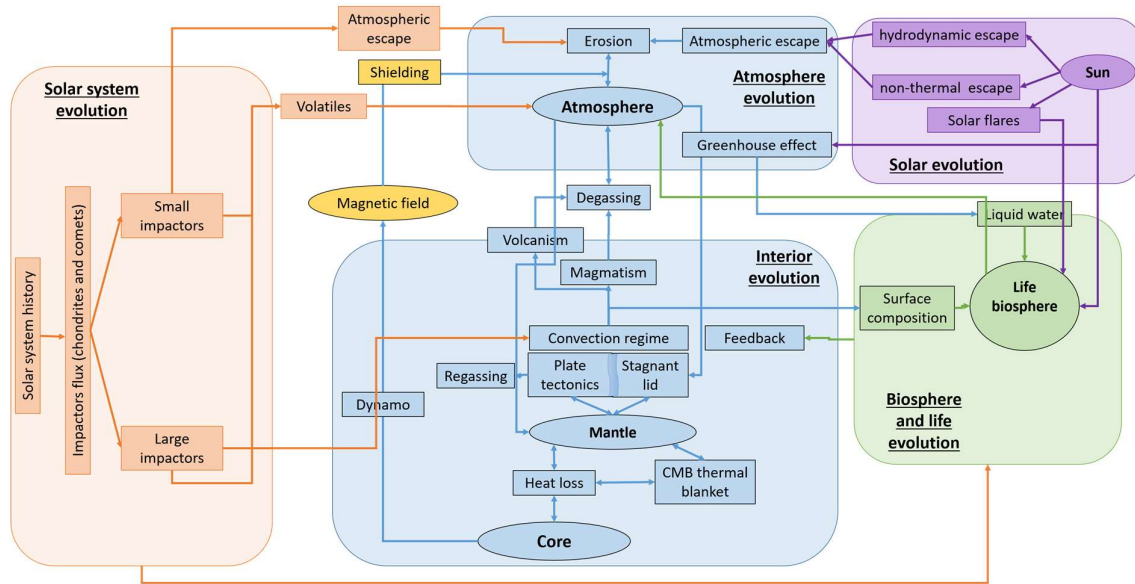 Solar system
evolution
Solar system history
Impactors flux (chondrites and comets)
Small
impactors
Large
impactors
Atmospheric
escape
Shielding
Volatiles
Magnetic field
Dynamo
Erosion
Atmospheric escape
Atmosphere
evolution
Atmosphere
Greenhouse effect
Degassing
Volcanism
Magmatism
Interior
evolution
Convection regime
Feedback
Plate
tectonics
Stagnant
lid
Regassing
Mantle
Heat loss
CMB thermal
blanket
Core
hydrodynamic escape
Sun
non-thermal escape
Solar flares
Solar evolution
Liquid water
Life
biosphere
Surface
composition
Biosphere
and life
evolution